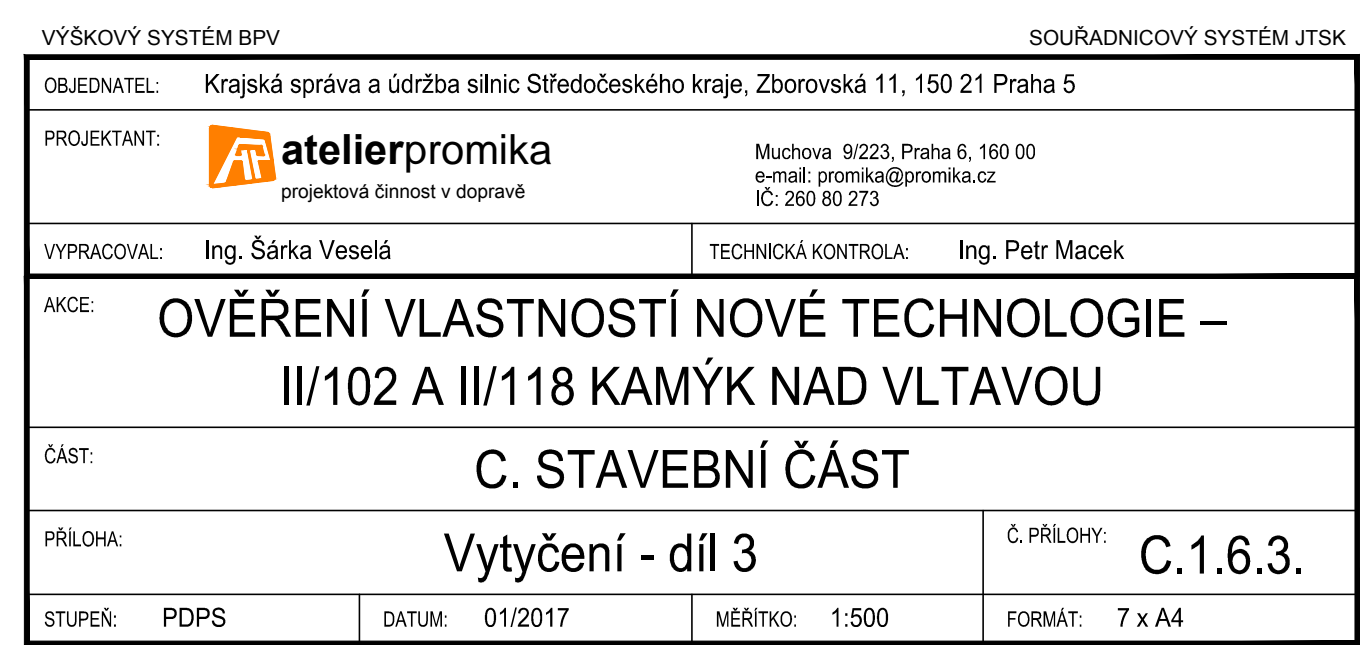 VÝŠKOVÝ SYSTÉM BPV
SOUŘADNICOVÝ SYSTÉM JTSK
OBJEDNATEL: Krajská správa a údržba silnic Středočeského kraje, Zborovská 11, 150 21 Praha 5
PROJEKTANT:
atelierpromika
projektová činnost v dopravě
Muchova 9/223, Praha 6, 160 00
e-mail: promika@promika.cz
IČ: 260 80 273
VYPRACOVAL: Ing. Šárka Veselá
TECHNICKÁ KONTROLA: Ing. Petr Macek
AKCE:
OVĚŘENÍ VLASTNOSTÍ NOVÉ TECHNOLOGIE –
II/102 A II/118 KAMÝK NAD VLTAVOU
ČÁST: C. STAVEBNÍ ČÁST
PŘÍLOHA: Vytyčení - díl 3
Č. PŘÍLOHY: C.1.6.3.
STUPEŇ: PDPS
DATUM: 01/2017
MĚŘÍTKO: 1:500
FORMÁT: 7 x A4